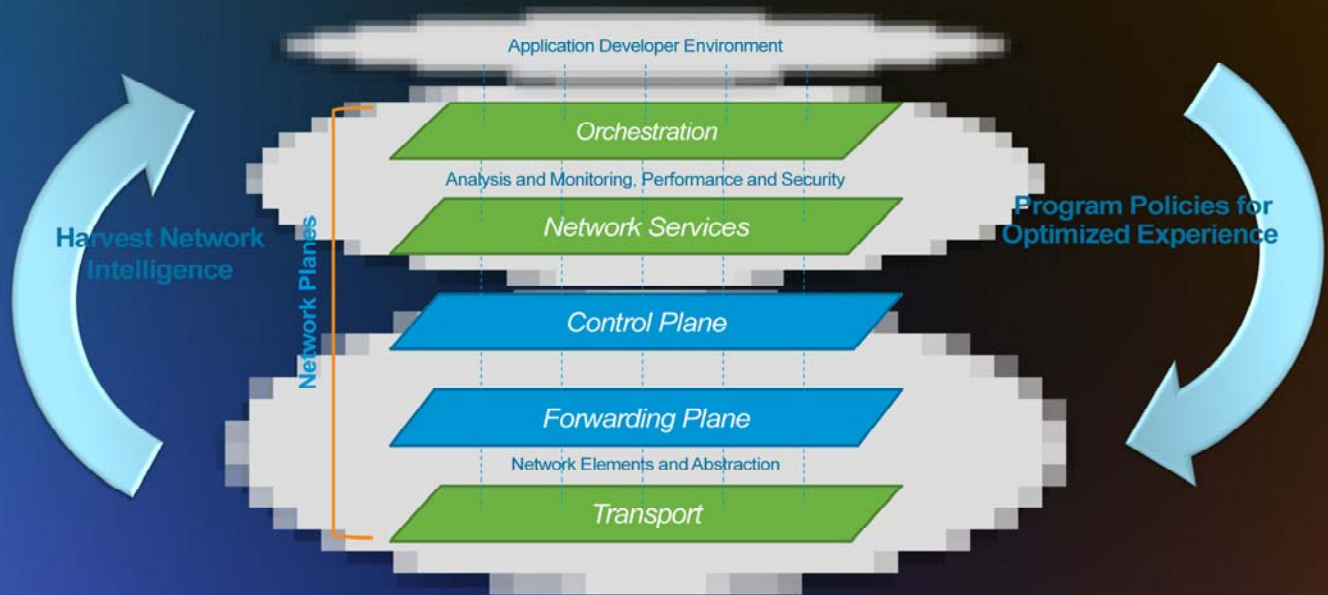 Application Developer Environment
Orchestration
Analysis and Monitoring, Performance and Security
Network Services
Harvest Network
Intelligence
Network Planes
Program Policies for
Optimized Experience
Control Plane
Forwarding Plane
Network Elements and Abstraction
Transport